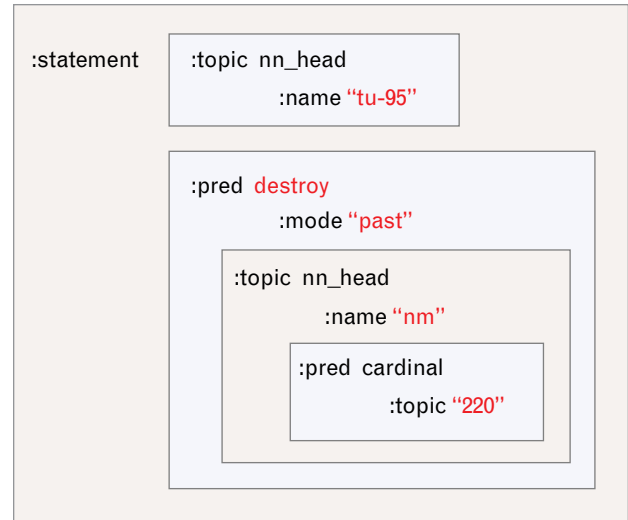 :statement :topic nn_head
:name “tu-95”
:pred destroy
:mode “past”
:topic nn_head
:name “nm”
:pred cardinal
:topic “220”